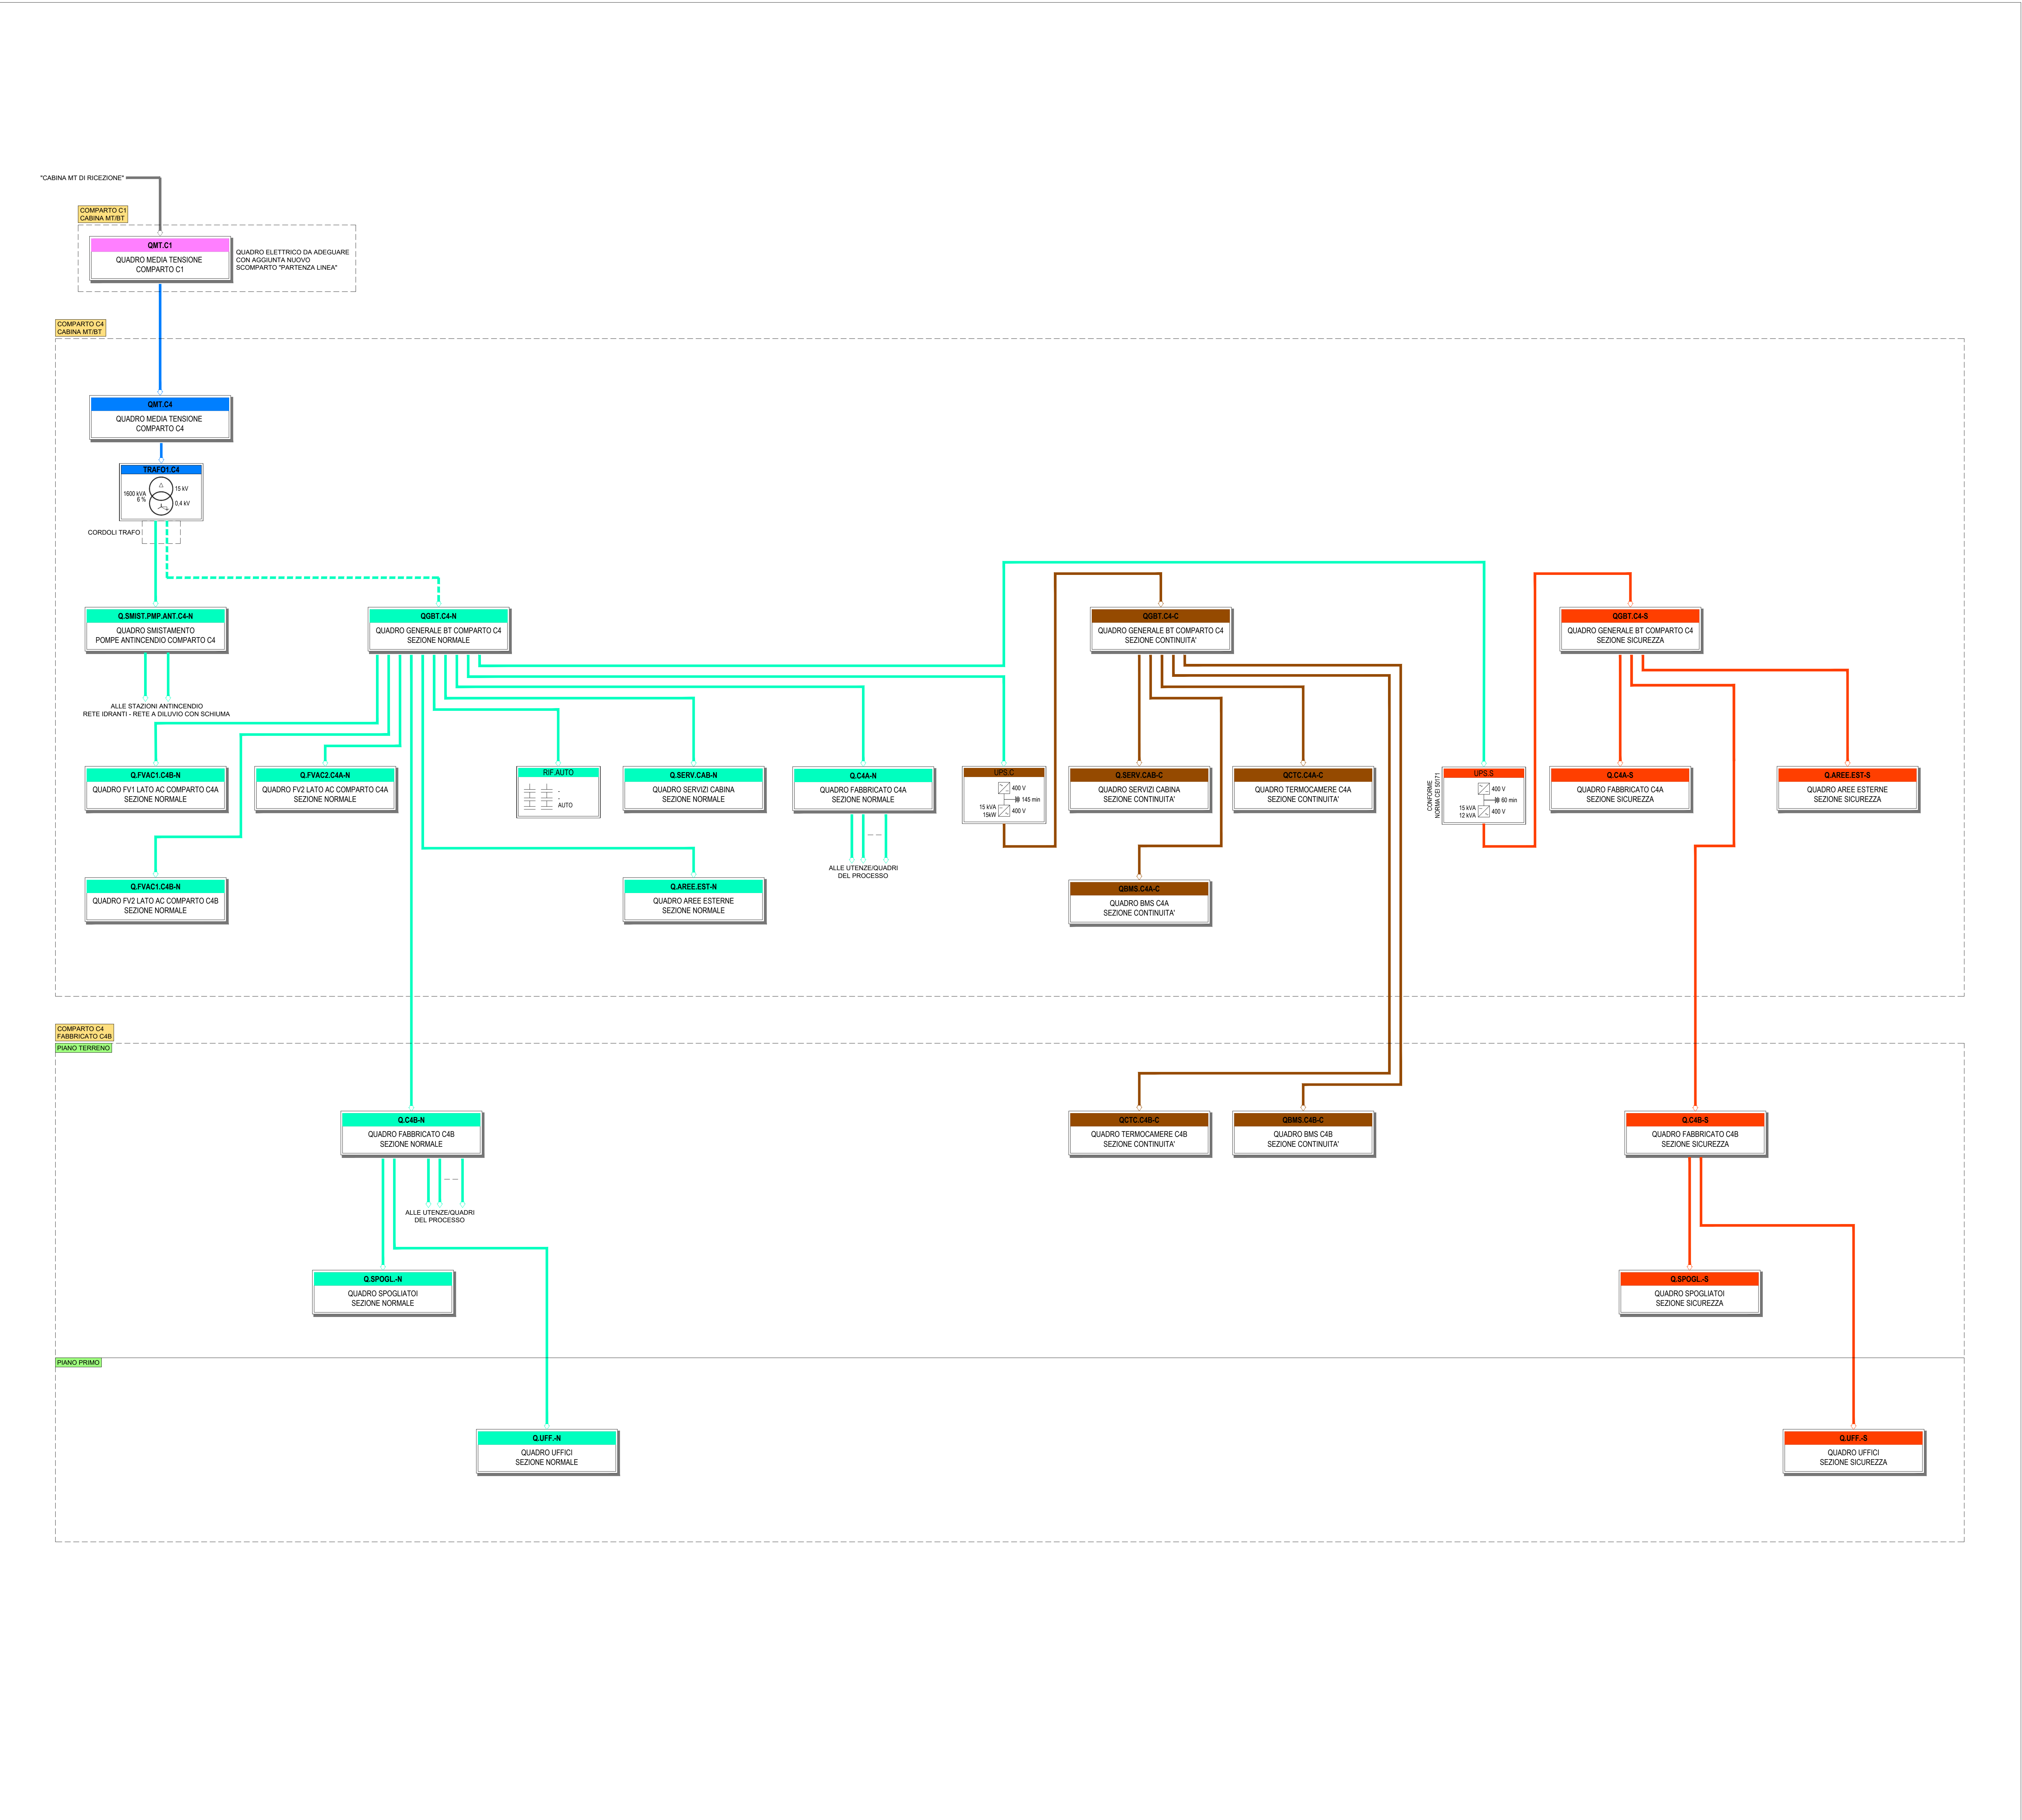 "CABINA MT DI RICEZIONE"
COMPARTO C1
CABINA MT/BT
QMT.C1
QUADRO MEDIA TENSIONE
COMPARTO C1
QUADRO ELETTRICO DA ADEGUARE
CON AGGIUNTA NUOVO
SCOMPARTO "PARTENZA LINEA"
COMPARTO C4
CABINA MT/BT
QMT.C4
QUADRO MEDIA TENSIONE
COMPARTO C4
TRAFO1.C4
1600 kVA
6 %
15 kV
0,4 kV
CORDOLI TRAFO
Q.SMIST.PMP.ANT.C4-N
QUADRO SMISTAMENTO
POMPE ANTINCENDIO COMPARTO C4
QGBT.C4-N
QUADRO GENERALE BT COMPARTO C4
SEZIONE NORMALE
QGBT.C4-C
QUADRO GENERALE BT COMPARTO C4
SEZIONE CONTINUITA'
QGBT.C4-S
QUADRO GENERALE BT COMPARTO C4
SEZIONE SICUREZZA
ALLE STAZIONI ANTINCENDIO
RETE IDRANTI - RETE A DILUVIO CON SCHIUMA
Q.FVAC1.C4B-N
QUADRO FV1 LATO AC COMPARTO C4A
SEZIONE NORMALE
Q.FVAC2.C4A-N
QUADRO FV2 LATO AC COMPARTO C4A
SEZIONE NORMALE
RIF.AUTO
-
-
AUTO
Q.SERV.CAB-N
QUADRO SERVIZI CABINA
SEZIONE NORMALE
Q.C4A-N
QUADRO FABBRICATO C4A
SEZIONE NORMALE
UPS.C
400 V
145 min
15 kVA
15kW
400 V
Q.SERV.CAB-C
QUADRO SERVIZI CABINA
SEZIONE CONTINUITA'
QCTC.C4A-C
QUADRO TERMOCAMERE C4A
SEZIONE CONTINUITA'
CONFORME
NORMA CEI 50171
UPS.S
400 V
60 min
15 kVA
12 kVA
400 V
Q.C4A-S
QUADRO FABBRICATO C4A
SEZIONE SICUREZZA
Q.AREE.EST-S
QUADRO AREE ESTERNE
SEZIONE SICUREZZA
ALLE UTENZE/QUADRI
DEL PROCESSO
Q.FVAC1.C4B-N
QUADRO FV2 LATO AC COMPARTO C4B
SEZIONE NORMALE
Q.AREE.EST-N
QUADRO AREE ESTERNE
SEZIONE NORMALE
QBMS.C4A-C
QUADRO BMS C4A
SEZIONE CONTINUITA'
COMPARTO C4
FABBRICATO C4B
PIANO TERRENO
Q.C4B-N
QUADRO FABBRICATO C4B
SEZIONE NORMALE
QCTC.C4B-C
QUADRO TERMOCAMERE C4B
SEZIONE CONTINUITA'
QBMS.C4B-C
QUADRO BMS C4B
SEZIONE CONTINUITA'
Q.C4B-S
QUADRO FABBRICATO C4B
SEZIONE SICUREZZA
ALLE UTENZE/QUADRI
DEL PROCESSO
Q.SPOGL.-N
QUADRO SPOGLIATOI
SEZIONE NORMALE
Q.SPOGL.-S
QUADRO SPOGLIATOI
SEZIONE SICUREZZA
PIANO PRIMO
Q.UFF.-N
QUADRO UFFICI
SEZIONE NORMALE
Q.UFF.-S
QUADRO UFFICI
SEZIONE SICUREZZA